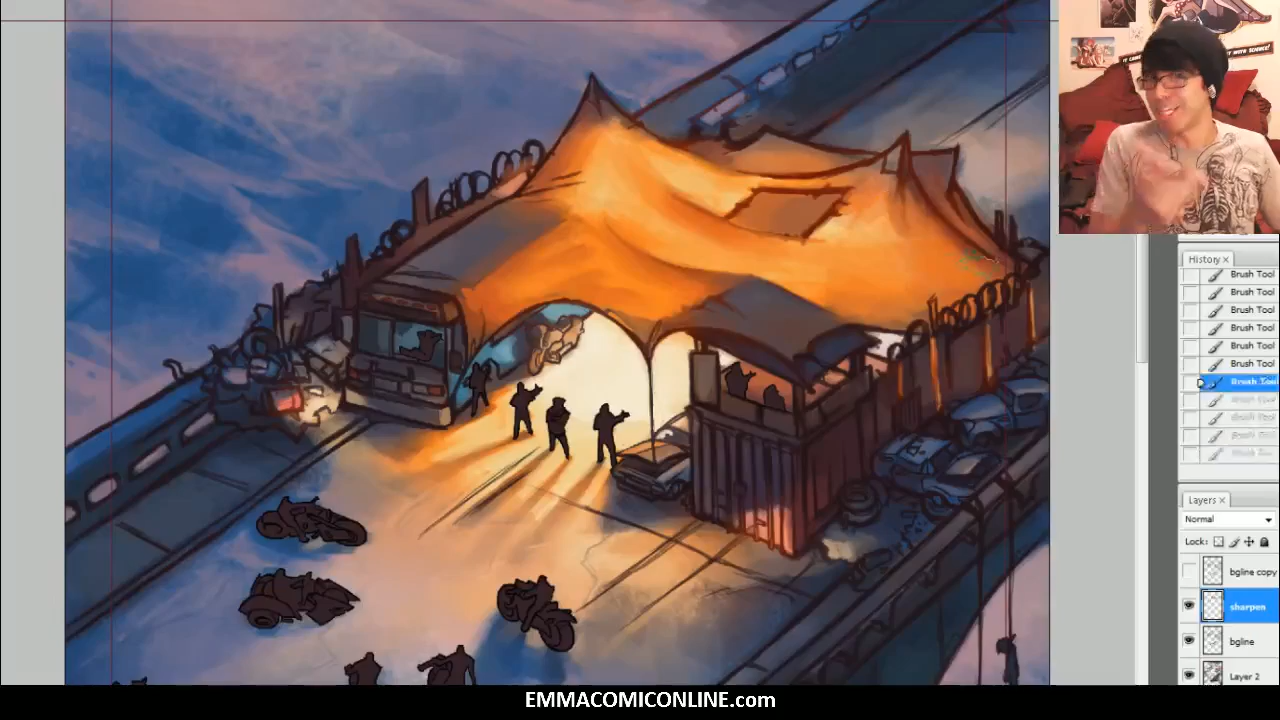 History ×
Brush Tool
Brush Tool
Brush Tool
Brush Tool
Brush Tool
Brush Tool
Brush Tool
Layers ×
Normal
Lock:
bgline copy
sharpen
bgline
Layer 2
EMMACOMICONLINE.com